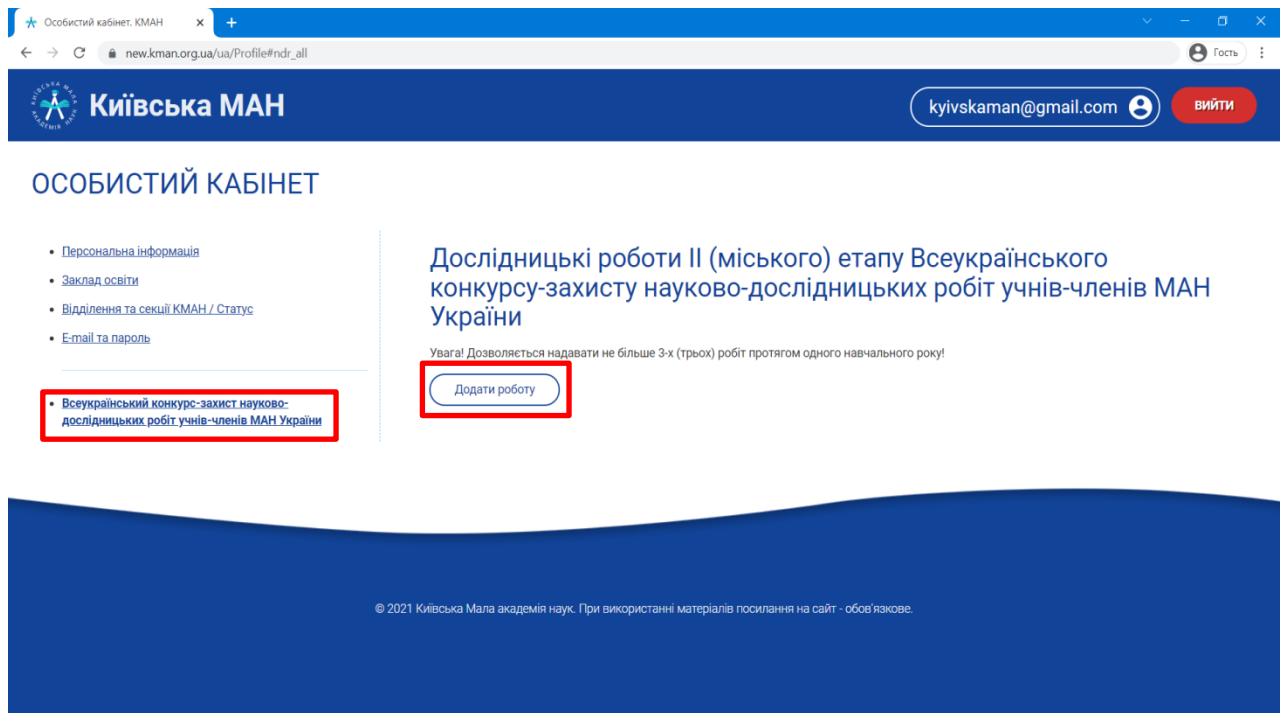 Особистий кабінет. КМАН
new.kman.org.ua/ua/Profile#ndr_all
Гость
КИЇВСЬКА МАЛА АКАДЕМІЯ НАУК
Київська МАН
kyivskaman@gmail.com
ВИЙТИ
ОСОБИСТИЙ КАБІНЕТ
Персональна інформація
Заклад освіти
Відділення та секції КМАН / Статус
E-mail та пароль
Всеукраїнський конкурс-захист науково-
дослідницьких робіт учнів-членів МАН України
Дослідницькі роботи II (міського) етапу Всеукраїнського
конкурсу-захисту науково-дослідницьких робіт учнів-членів МАН
України
Увага! Дозволяється надавати не більше 3-х (трьох) робіт протягом одного навчального року!
Додати роботу
© 2021 Київська Мала академія наук. При використанні матеріалів посилання на сайт - обов'язкове.